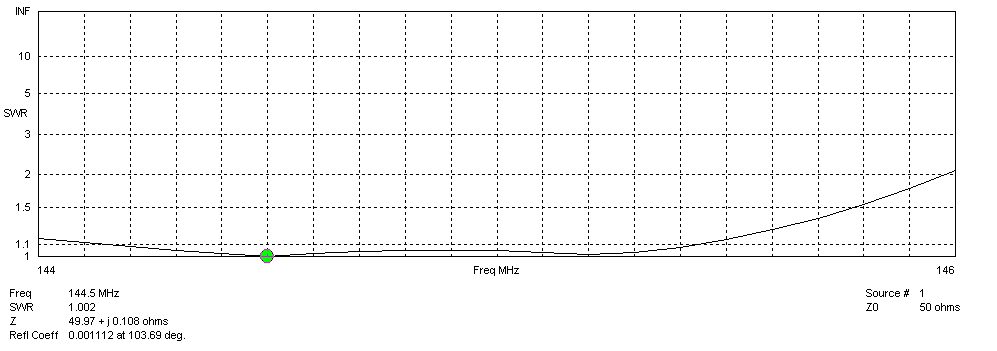 INF
10
5
SWR
3
2
1.5
1.1
1
144
Freq MHz
146
Freq 144.5 MHz
Source # 1
SWR 1.002
Z0 50 ohms
Z 49.97 + j 0.108 ohms
Refl Coeff 0.001112 at 103.69 deg.